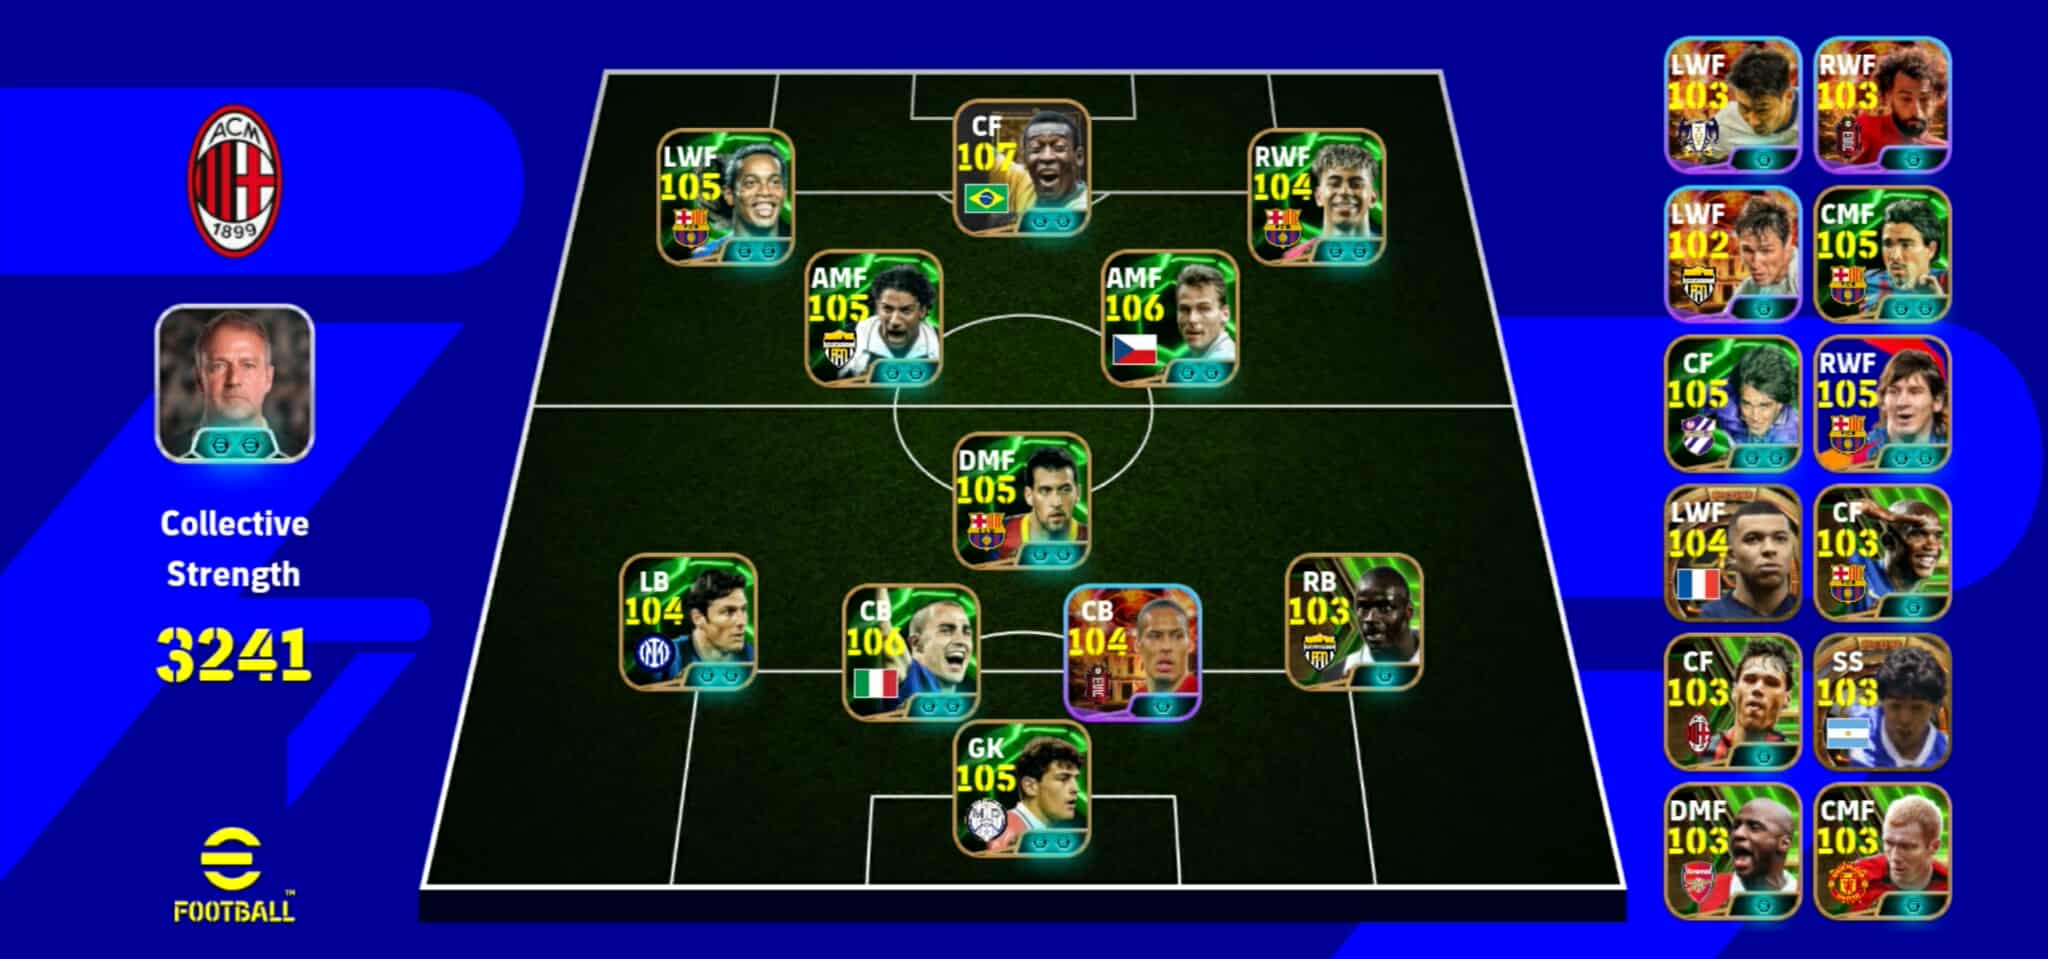 ACM
1899
Collective
Strength
3241
FOOTBALL™
LWF
105
CF
107
RWF
104
AMF
105
AMF
106
DMF
105
LB
104
CB
106
CB
104
RB
103
GK
105
LWF
103
RWF
103
LWF
102
CMF
105
CF
105
RWF
105
LWF
104
CF
103
CF
103
SS
103
DMF
103
CMF
103